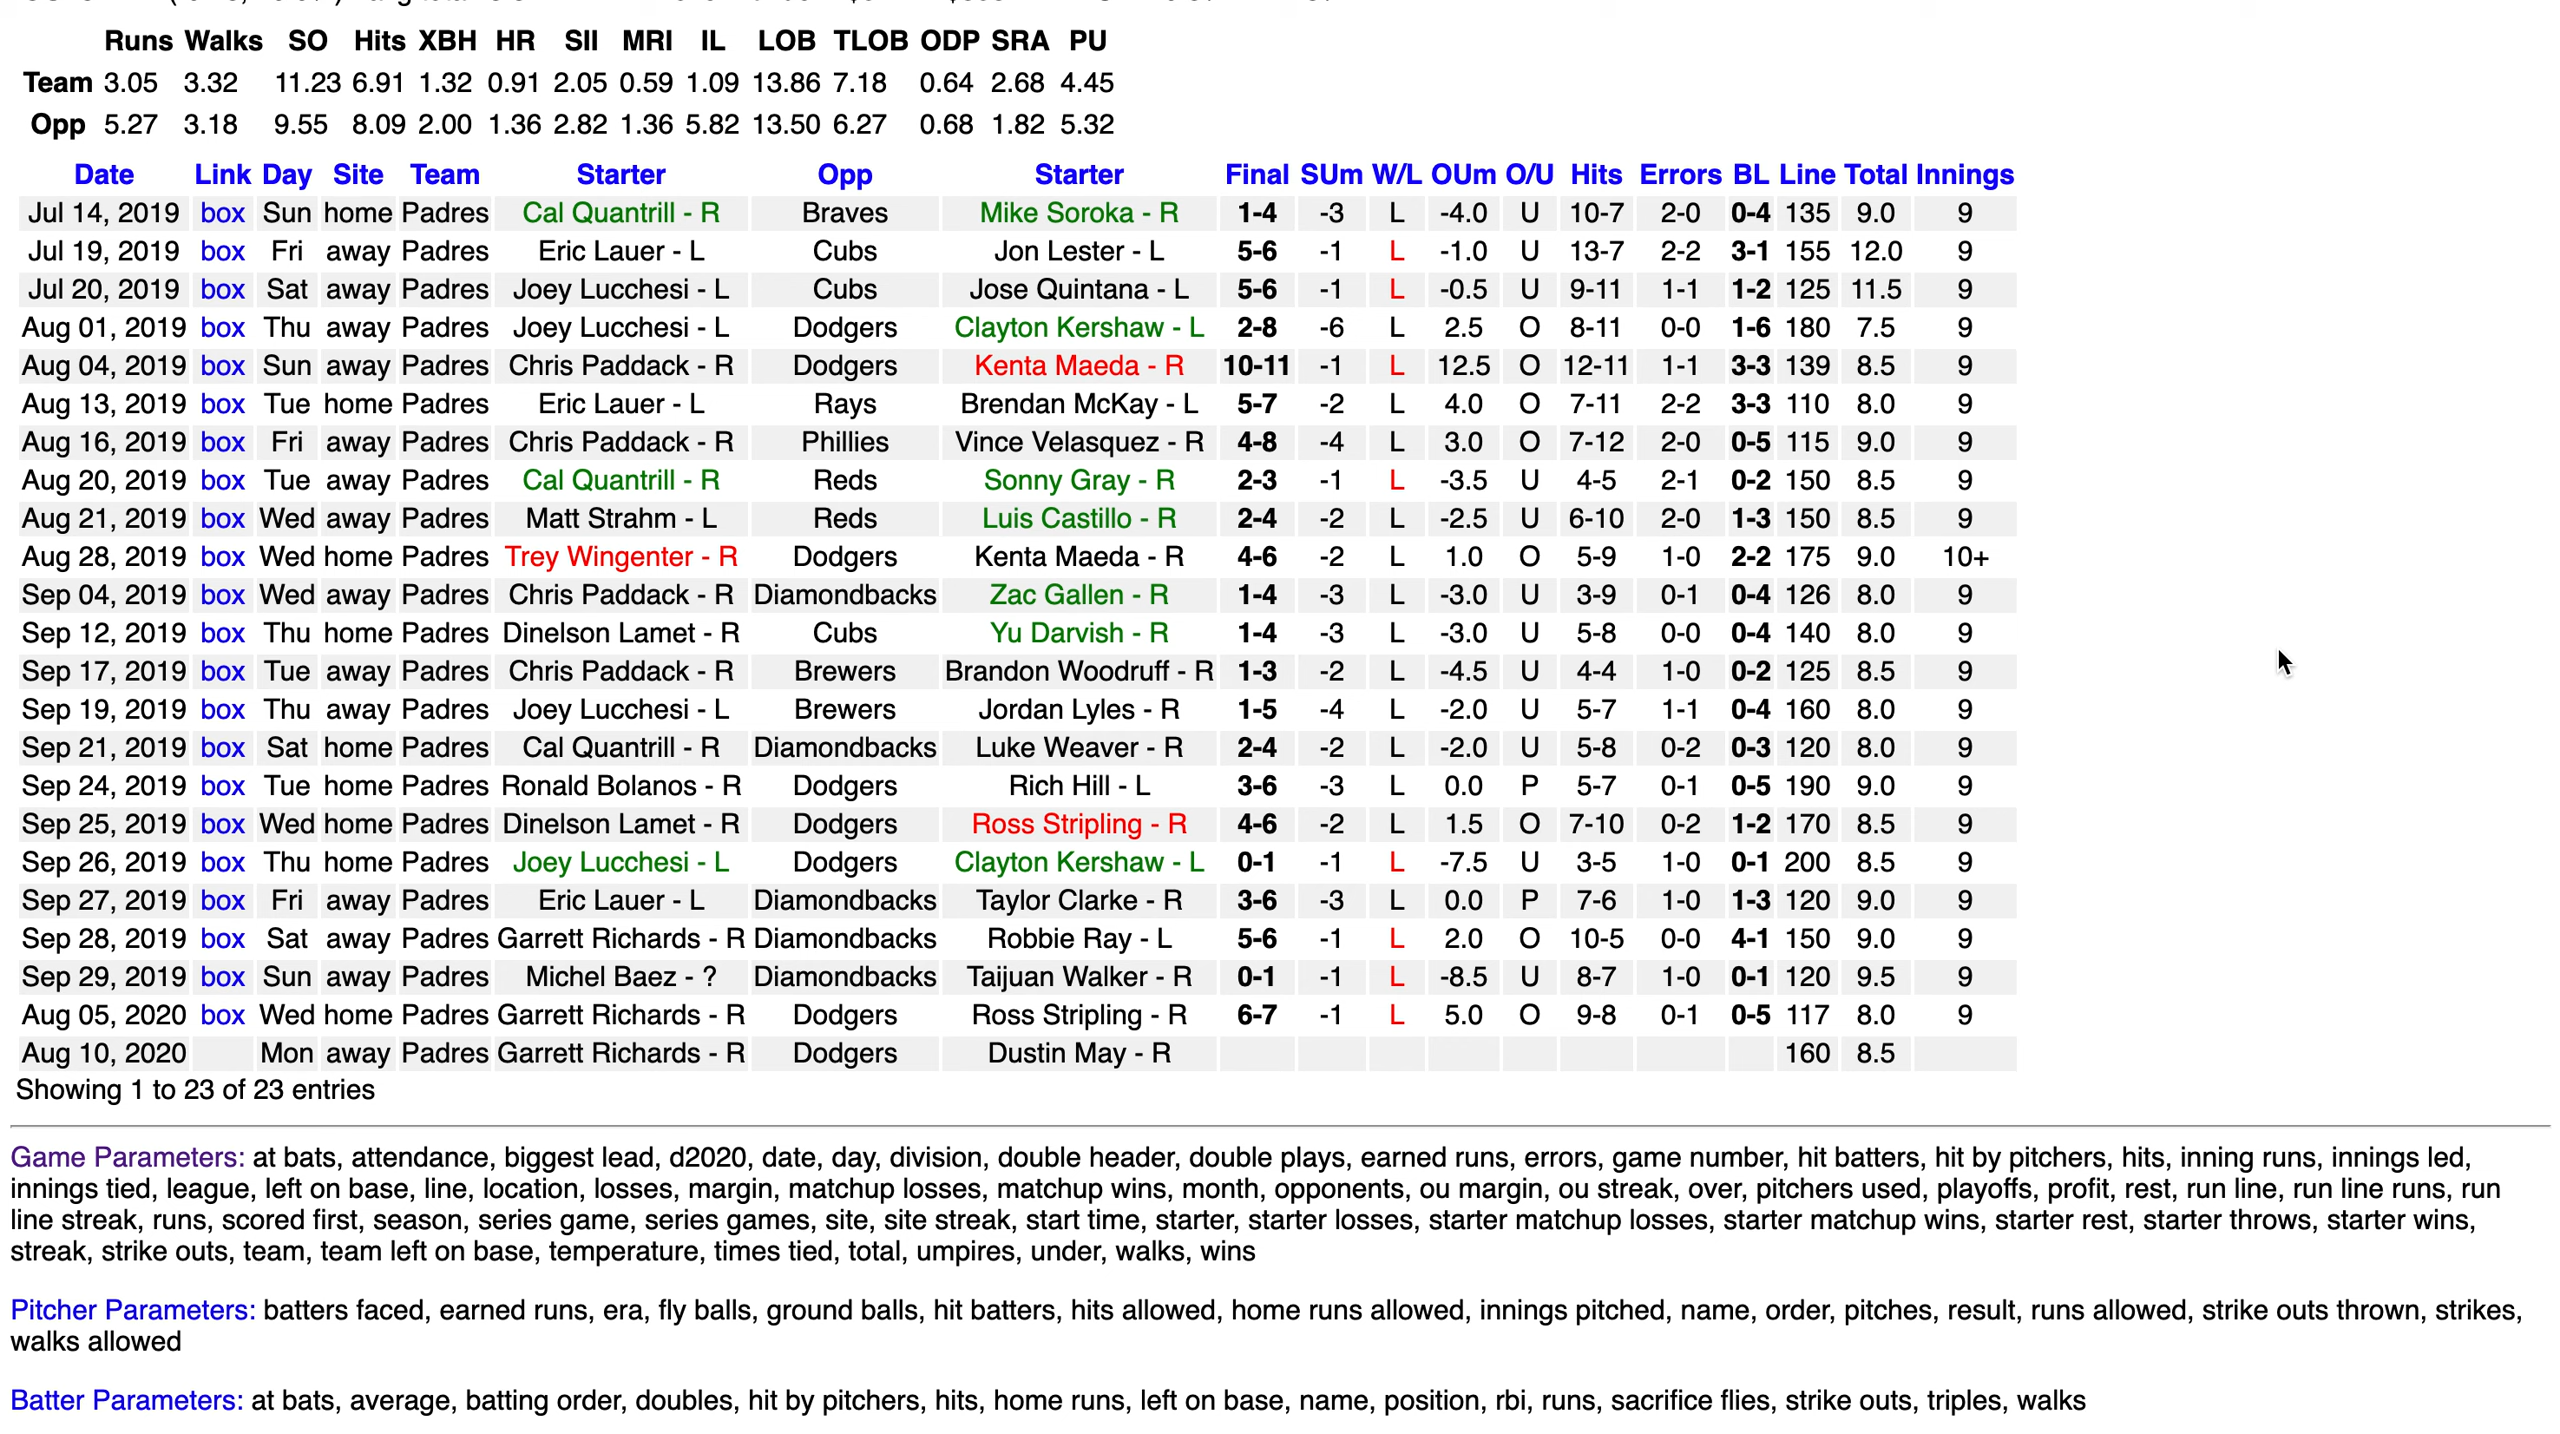 Runs Walks SO Hits XBH HR SII MRI IL LOB TLOB ODP SRA PU
Team 3.05 3.32 11.23 6.91 1.32 0.91 2.05 0.59 1.09 13.86 7.18 0.64 2.68 4.45
Opp 5.27 3.18 9.55 8.09 2.00 1.36 2.82 1.36 5.82 13.50 6.27 0.68 1.82 5.32
Date Link Day Site Team Starter Opp Starter Final SUm W/L OUm O/U Hits Errors BL Line Total Innings
Jul 14, 2019 box Sun home Padres Cal Quantrill - R Braves Mike Soroka - R 1-4 -3 L -4.0 U 10-7 2-0 0-4 135 9.0 9
Jul 19, 2019 box Fri away Padres Eric Lauer - L Cubs Jon Lester - L 5-6 -1 L -1.0 U 13-7 2-2 3-1 155 12.0 9
Jul 20, 2019 box Sat away Padres Joey Lucchesi - L Cubs Jose Quintana - L 5-6 -1 L -0.5 U 9-11 1-1 1-2 125 11.5 9
Aug 01, 2019 box Thu away Padres Joey Lucchesi - L Dodgers Clayton Kershaw - L 2-8 -6 L 2.5 O 8-11 0-0 1-6 180 7.5 9
Aug 04, 2019 box Sun away Padres Chris Paddack - R Dodgers Kenta Maeda - R 10-11 -1 L 12.5 O 12-11 1-1 3-3 139 8.5 9
Aug 13, 2019 box Tue home Padres Eric Lauer - L Rays Brendan McKay - L 5-7 -2 L 4.0 O 7-11 2-2 3-3 110 8.0 9
Aug 16, 2019 box Fri away Padres Chris Paddack - R Phillies Vince Velasquez - R 4-8 -4 L 3.0 O 7-12 2-0 0-5 115 9.0 9
Aug 20, 2019 box Tue away Padres Cal Quantrill - R Reds Sonny Gray - R 2-3 -1 L -3.5 U 4-5 2-1 0-2 150 8.5 9
Aug 21, 2019 box Wed away Padres Matt Strahm - L Reds Luis Castillo - R 2-4 -2 L -2.5 U 6-10 2-0 1-3 150 8.5 9
Aug 28, 2019 box Wed home Padres Trey Wingenter - R Dodgers Kenta Maeda - R 4-6 -2 L 1.0 O 5-9 1-0 2-2 175 9.0 10+
Sep 04, 2019 box Wed away Padres Chris Paddack - R Diamondbacks Zac Gallen - R 1-4 -3 L -3.0 U 3-9 0-1 0-4 126 8.0 9
Sep 12, 2019 box Thu home Padres Dinelson Lamet - R Cubs Yu Darvish - R 1-4 -3 L -3.0 U 5-8 0-0 0-4 140 8.0 9
Sep 17, 2019 box Tue away Padres Chris Paddack - R Brewers Brandon Woodruff - R 1-3 -2 L -4.5 U 4-4 1-0 0-2 125 8.5 9
Sep 19, 2019 box Thu away Padres Joey Lucchesi - L Brewers Jordan Lyles - R 1-5 -4 L -2.0 U 5-7 1-1 0-4 160 8.0 9
Sep 21, 2019 box Sat home Padres Cal Quantrill - R Diamondbacks Luke Weaver - R 2-4 -2 L -2.0 U 5-8 0-2 0-3 120 8.0 9
Sep 24, 2019 box Tue home Padres Ronald Bolanos - R Dodgers Rich Hill - L 3-6 -3 L 0.0 P 5-7 0-1 0-5 190 9.0 9
Sep 25, 2019 box Wed home Padres Dinelson Lamet - R Dodgers Ross Stripling - R 4-6 -2 L 1.5 O 7-10 0-2 1-2 170 8.5 9
Sep 26, 2019 box Thu home Padres Joey Lucchesi - L Dodgers Clayton Kershaw - L 0-1 -1 L -7.5 U 3-5 1-0 0-1 200 8.5 9
Sep 27, 2019 box Fri away Padres Eric Lauer - L Diamondbacks Taylor Clarke - R 3-6 -3 L 0.0 P 7-6 1-0 1-3 120 9.0 9
Sep 28, 2019 box Sat away Padres Garrett Richards - R Diamondbacks Robbie Ray - L 5-6 -1 L 2.0 O 10-5 0-0 4-1 150 9.0 9
Sep 29, 2019 box Sun away Padres Michel Baez - ? Diamondbacks Taijuan Walker - R 0-1 -1 L -8.5 U 8-7 1-0 0-1 120 9.5 9
Aug 05, 2020 box Wed home Padres Garrett Richards - R Dodgers Ross Stripling - R 6-7 -1 L 5.0 O 9-8 0-1 0-5 117 8.0 9
Aug 10, 2020 Mon away Padres Garrett Richards - R Dodgers Dustin May - R 160 8.5
Showing 1 to 23 of 23 entries
Game Parameters: at bats, attendance, biggest lead, d2020, date, day, division, double header, double plays, earned runs, errors, game number, hit batters, hit by pitchers, hits, inning runs, innings led,
innings tied, league, left on base, line, location, losses, margin, matchup losses, matchup wins, month, opponents, ou margin, ou streak, over, pitchers used, playoffs, profit, rest, run line, run line runs, run
line streak, runs, scored first, season, series game, series games, site, site streak, start time, starter, starter losses, starter matchup losses, starter matchup wins, starter rest, starter throws, starter wins,
streak, strike outs, team, team left on base, temperature, times tied, total, umpires, under, walks, wins
Pitcher Parameters: batters faced, earned runs, era, fly balls, ground balls, hit batters, hits allowed, home runs allowed, innings pitched, name, order, pitches, result, runs allowed, strike outs thrown, strikes,
walks allowed
Batter Parameters: at bats, average, batting order, doubles, hit by pitchers, hits, home runs, left on base, name, position, rbi, runs, sacrifice flies, strike outs, triples, walks